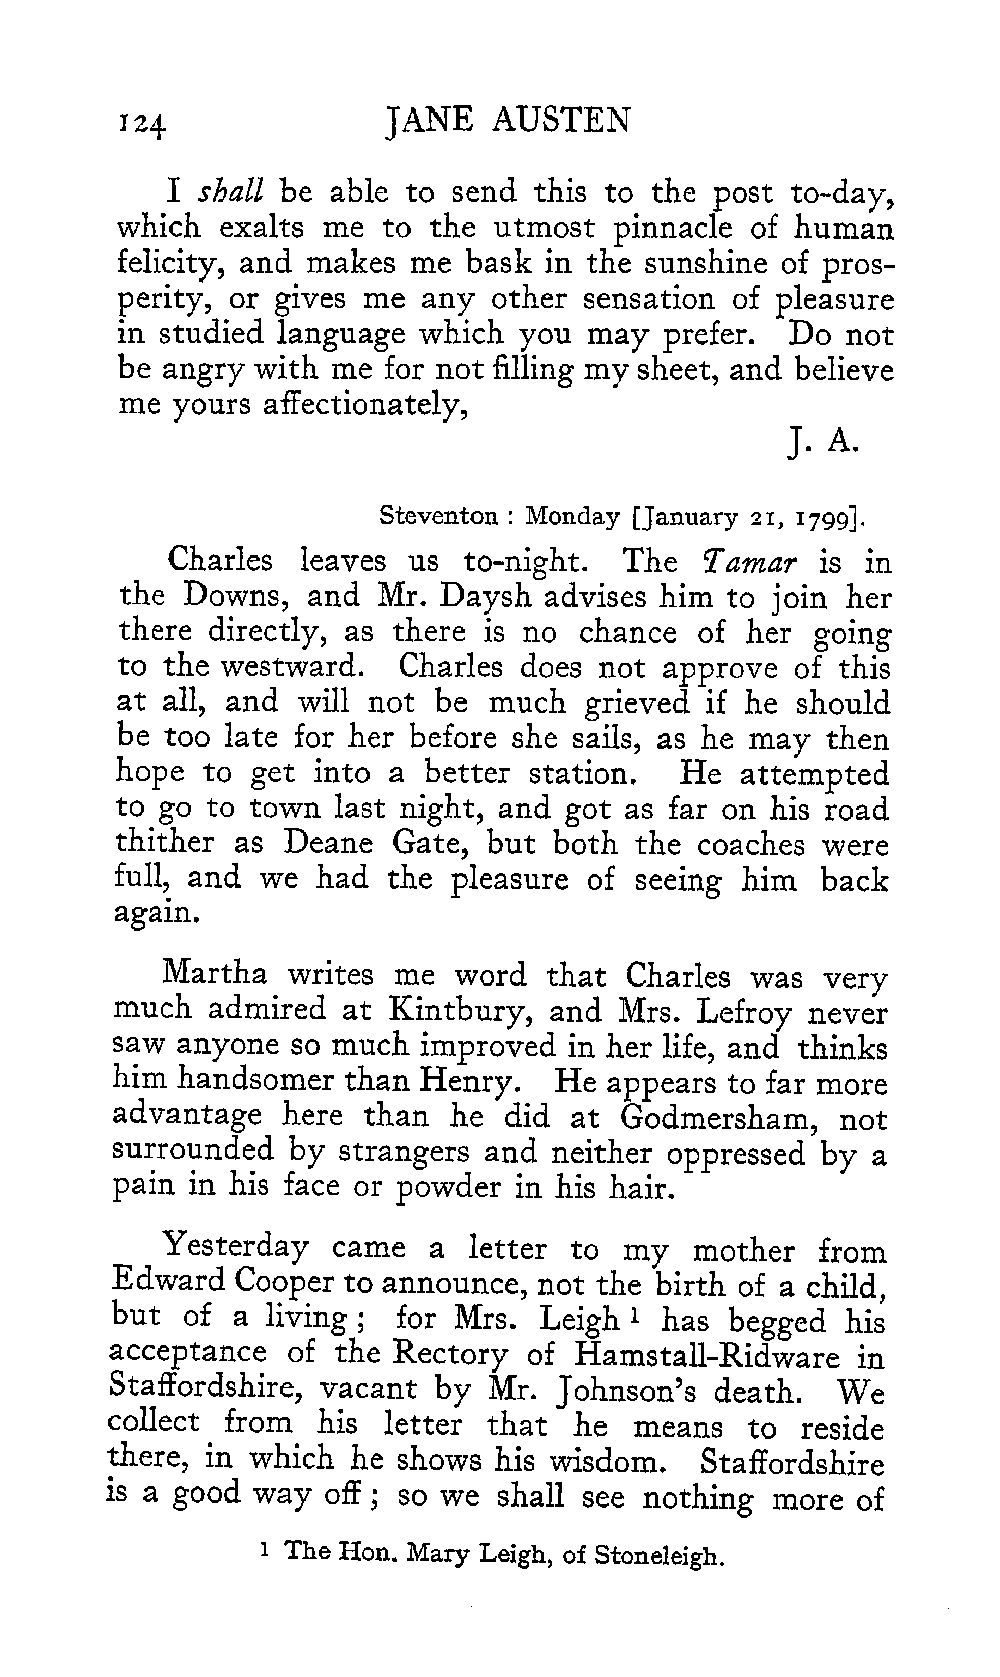 124 JANE AUSTEN
I shall be able to send this to the post to-day,
which exalts me to the utmost pinnacle of human
felicity, and makes me bask in the sunshine of pros-
perity, or gives me any other sensation of pleasure
in studied language which you may prefer. Do not
be angry with me for not filling my sheet, and believe
me yours affectionately,
J. A.
Steventon : Monday [January 21, 1799].
Charles leaves us to-night. The Tamar is in
the Downs, and Mr. Daysh advises him to join her
there directly, as there is no chance of her going
to the westward. Charles does not approve of this
at all, and will not be much grieved if he should
be too late for her before she sails, as he may then
hope to get into a better station. He attempted
to go to town last night, and got as far on his road
thither as Deane Gate, but both the coaches were
full, and we had the pleasure of seeing him back
again.
Martha writes me word that Charles was very
much admired at Kintbury, and Mrs. Lefroy never
saw anyone so much improved in her life, and thinks
him handsomer than Henry. He appears to far more
advantage here than he did at Godmersham, not
surrounded by strangers and neither oppressed by a
pain in his face or powder in his hair.
Yesterday came a letter to my mother from
Edward Cooper to announce, not the birth of a child,
but of a living ; for Mrs. Leigh 1 has begged his
acceptance of the Rectory of Hamstall-Ridware in
Staffordshire, vacant by Mr. Johnson's death. We
collect from his letter that he means to reside
there, in which he shows his wisdom. Staffordshire
is a good way off ; so we shall see nothing more of
1 The Hon. Mary Leigh, of Stoneleigh.